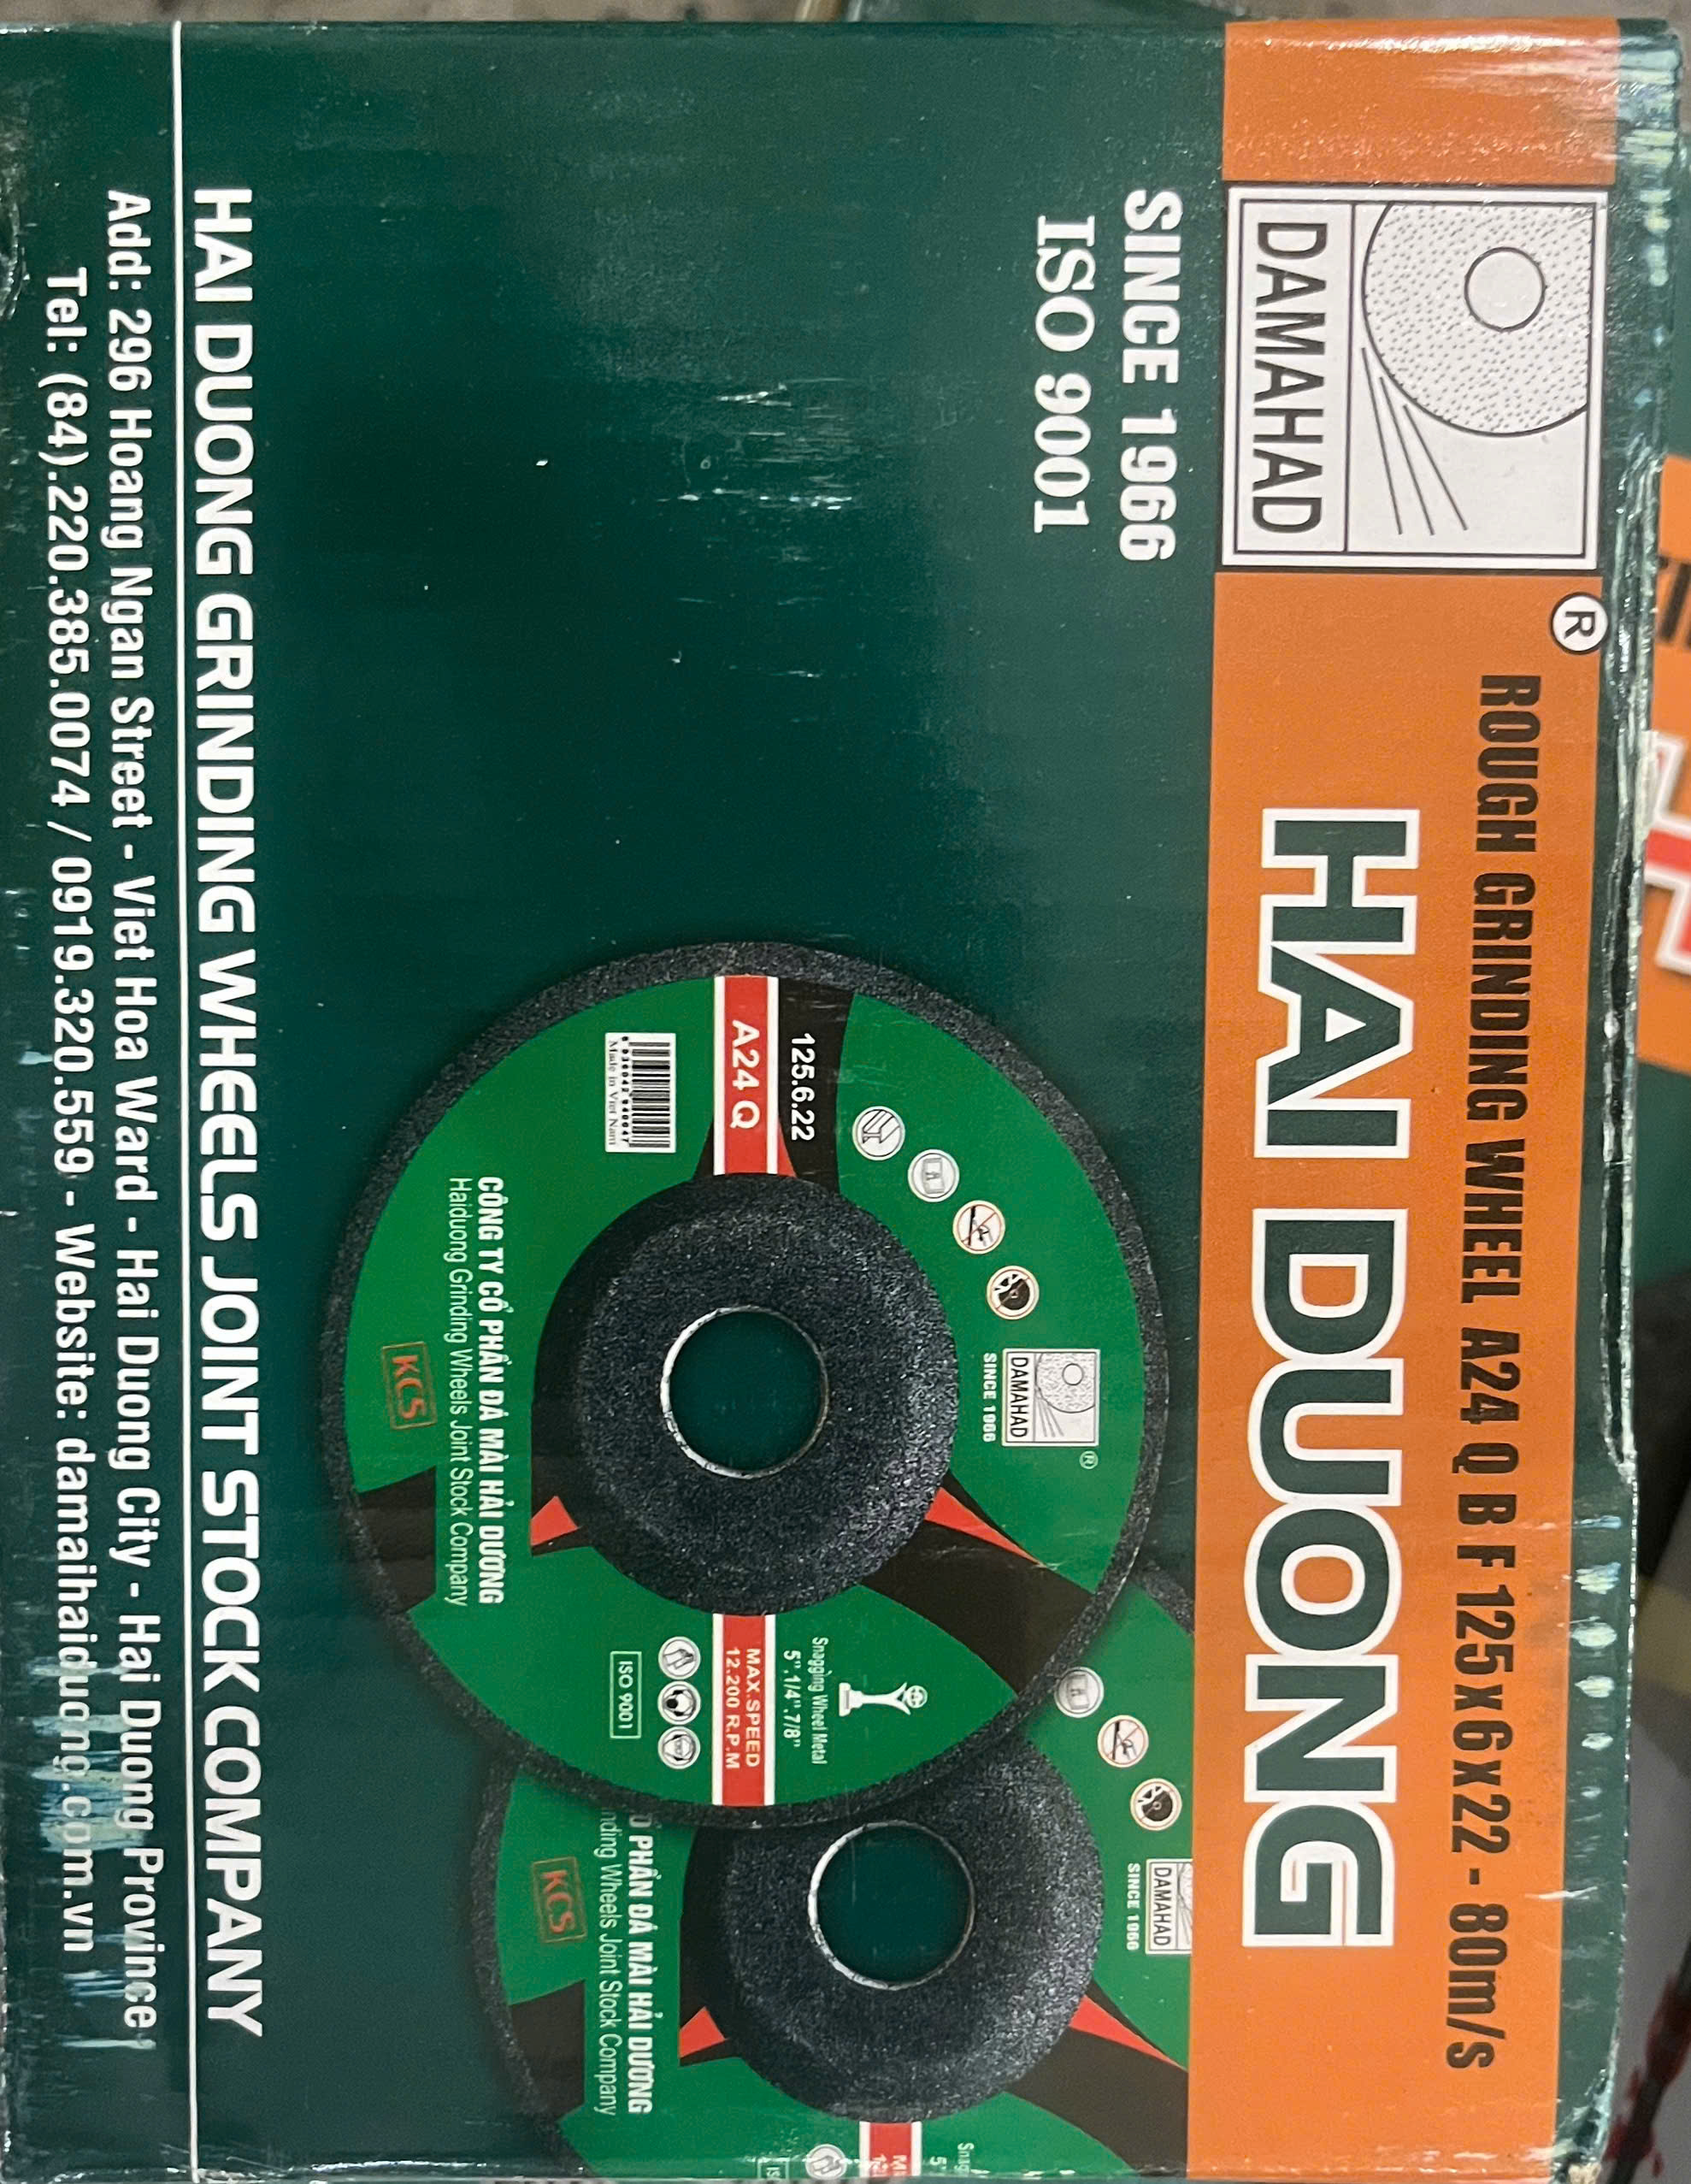 ROUGH GRINDING WHEEL A24 Q B F 125x6x22 - 80m/s
DAMAHAD
®
HAI DUONG
SINCE 1966
ISO 9001
DAMAHAD
®
SINCE 1966
125.6.22
A24 Q
Made in Viet Nam
Snagging Wheel Metal
5".1/4".7/8"
MAX.SPEED
12.200 R.P.M
ISO 9001
CÔNG TY CỔ PHẦN ĐÁ MÀI HẢI DƯƠNG
Haiduong Grinding Wheels Joint Stock Company
KCS
DAMAHAD
SINCE 1966
PHẦN ĐÁ MÀI HẢI DƯƠNG
nding Wheels Joint Stock Company
KCS
HAI DUONG GRINDING WHEELS JOINT STOCK COMPANY
Add: 296 Hoang Ngan Street - Viet Hoa Ward - Hai Duong City - Hai Duong Province
Tel: (84).220.385.0074 / 0919.320.559 - Website: damaihaiduong.com.vn